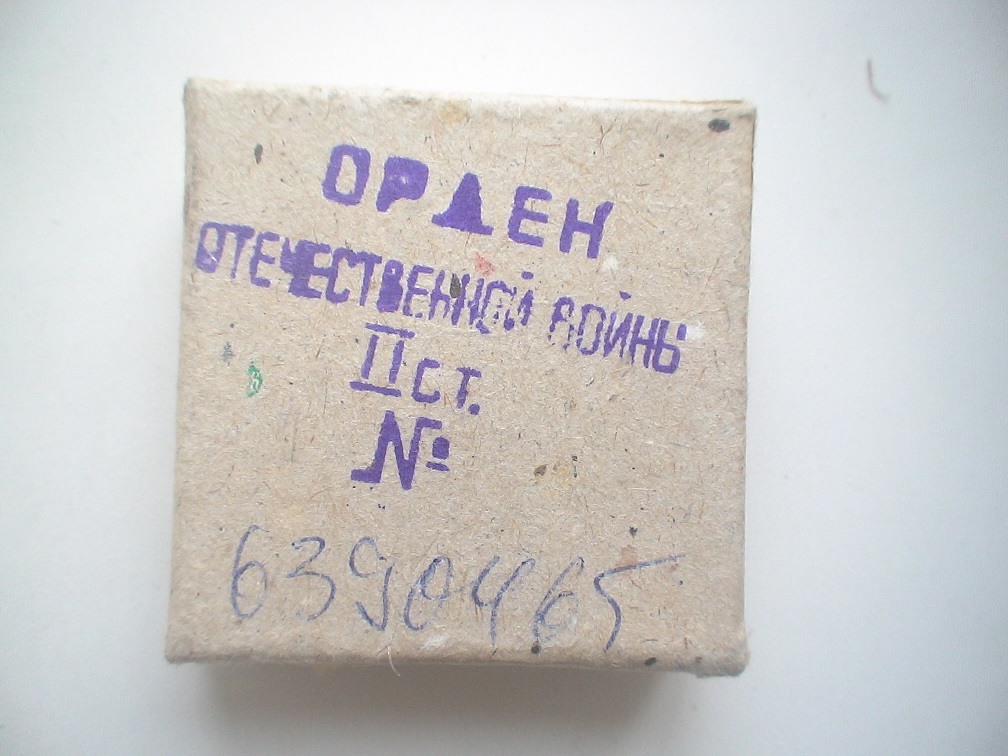 ОРДЕН
ОТЕЧЕСТВЕННОЙ ВОЙНЫ
II СТ.
№
6390465